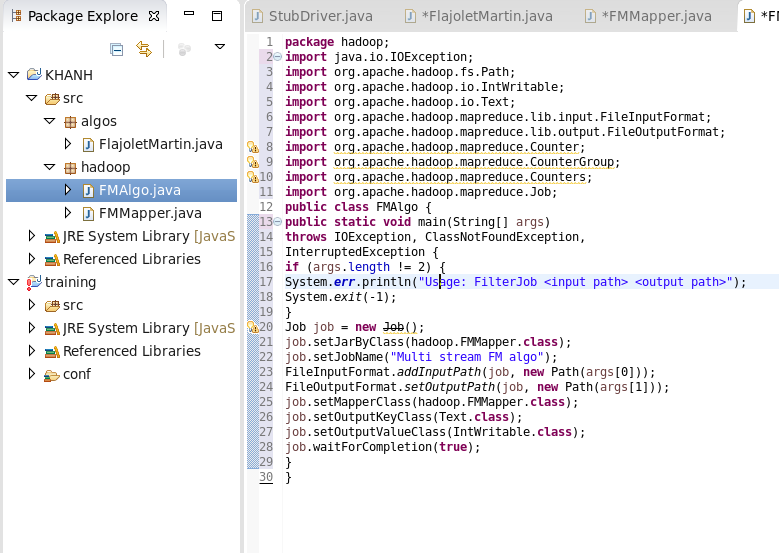 Package Explore
StubDriver.java
*FlajoletMartin.java
*FMMapper.java
KHANH
src
algos
FlajoletMartin.java
hadoop
FMAlgo.java
FMMapper.java
JRE System Library [JavaS
Referenced Libraries
training
src
JRE System Library [JavaS
Referenced Libraries
conf
1 package hadoop;
2 import java.io.IOException;
3 import org.apache.hadoop.fs.Path;
4 import org.apache.hadoop.io.IntWritable;
5 import org.apache.hadoop.io.Text;
6 import org.apache.hadoop.mapreduce.lib.input.FileInputFormat;
7 import org.apache.hadoop.mapreduce.lib.output.FileOutputFormat;
8 import org.apache.hadoop.mapreduce.Counter;
9 import org.apache.hadoop.mapreduce.CounterGroup;
10 import org.apache.hadoop.mapreduce.Counters;
11 import org.apache.hadoop.mapreduce.Job;
12 public class FMAlgo {
13 public static void main(String[] args)
14 throws IOException, ClassNotFoundException,
15 InterruptedException {
16 if (args.length != 2) {
17 System.err.println("Usage: FilterJob <input path> <output path>");
18 System.exit(-1);
19 }
20 Job job = new Job();
21 job.setJarByClass(hadoop.FMMapper.class);
22 job.setJobName("Multi stream FM algo");
23 FileInputFormat.addInputPath(job, new Path(args[0]));
24 FileOutputFormat.setOutputPath(job, new Path(args[1]));
25 job.setMapperClass(hadoop.FMMapper.class);
26 job.setOutputKeyClass(Text.class);
27 job.setOutputValueClass(IntWritable.class);
28 job.waitForCompletion(true);
29 }
30 }